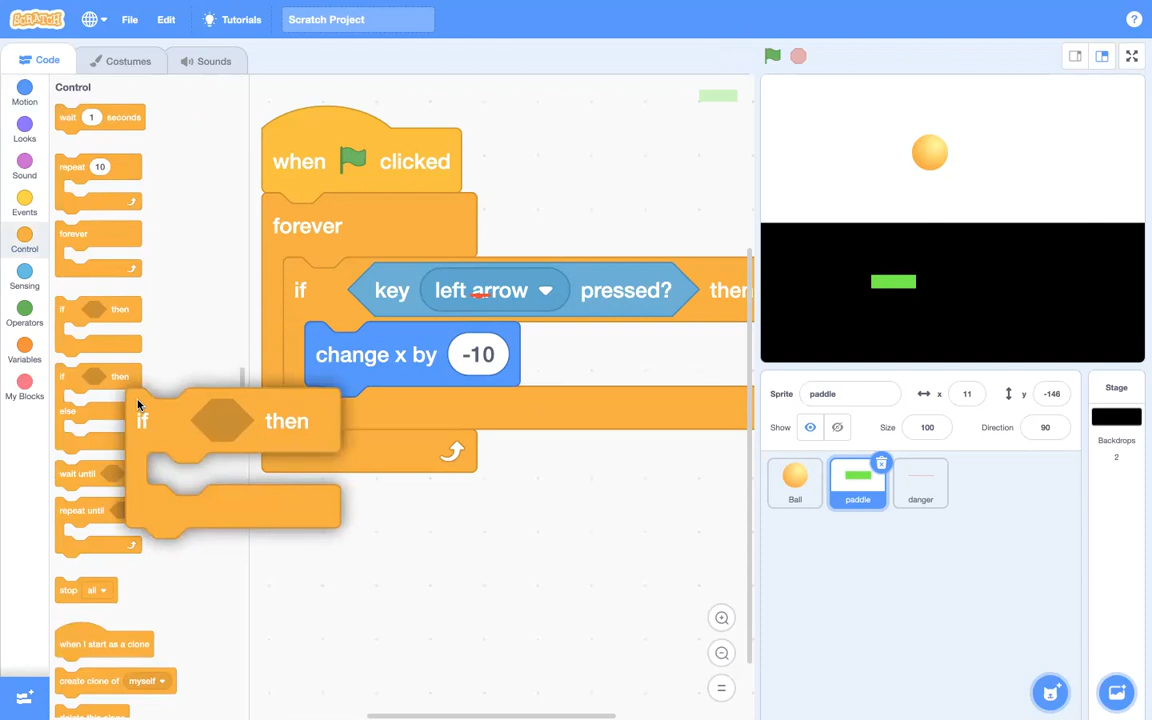 SCRATCH File Edit Tutorials Scratch Project ?
Code Costumes Sounds
Motion
Looks
Sound
Events
Control
Sensing
Operators
Variables
My Blocks
Control
wait 1 seconds
repeat 10
forever
if then
if then
else
wait until
repeat until
stop all
when I start as a clone
create clone of myself
delete this clone
when clicked
forever
if key left arrow pressed? then
change x by -10
if then
Sprite paddle x 11 y -146
Show Size 100 Direction 90
Ball paddle danger
Stage
Backdrops
2